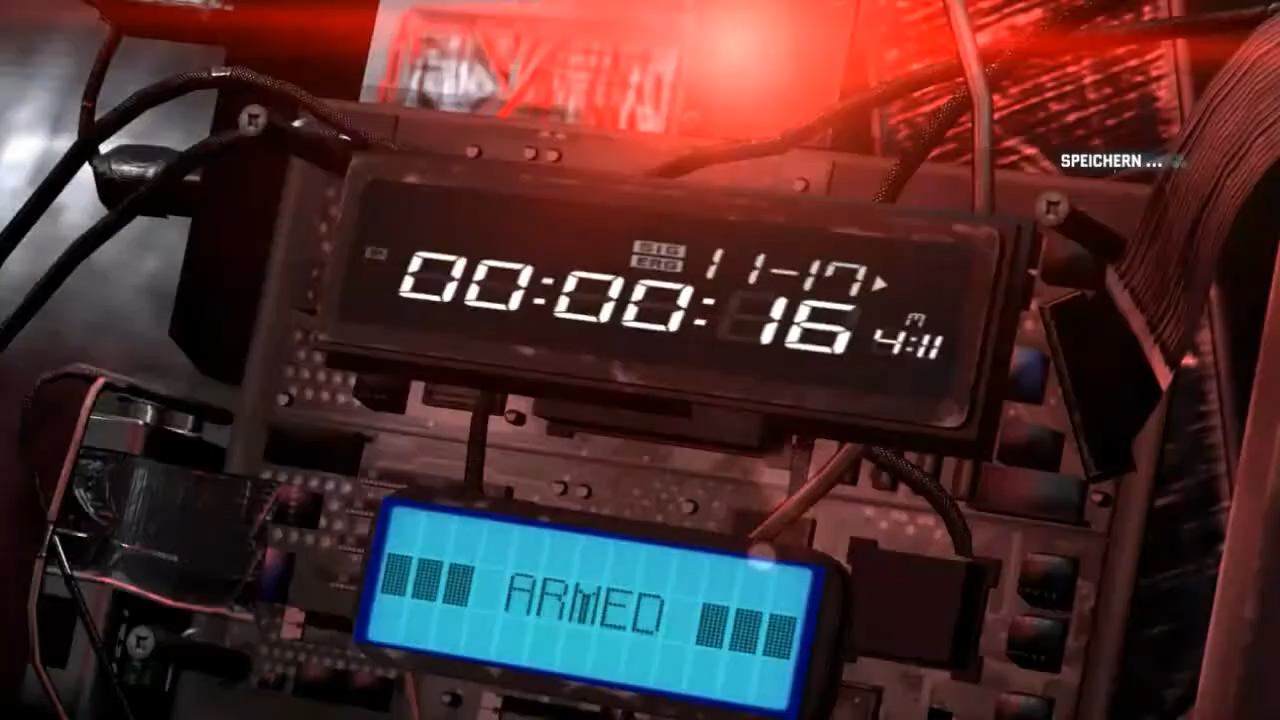 SPEICHERN ...
SIG 11-17
ERG
00:00:16
M
4:11
ARMED